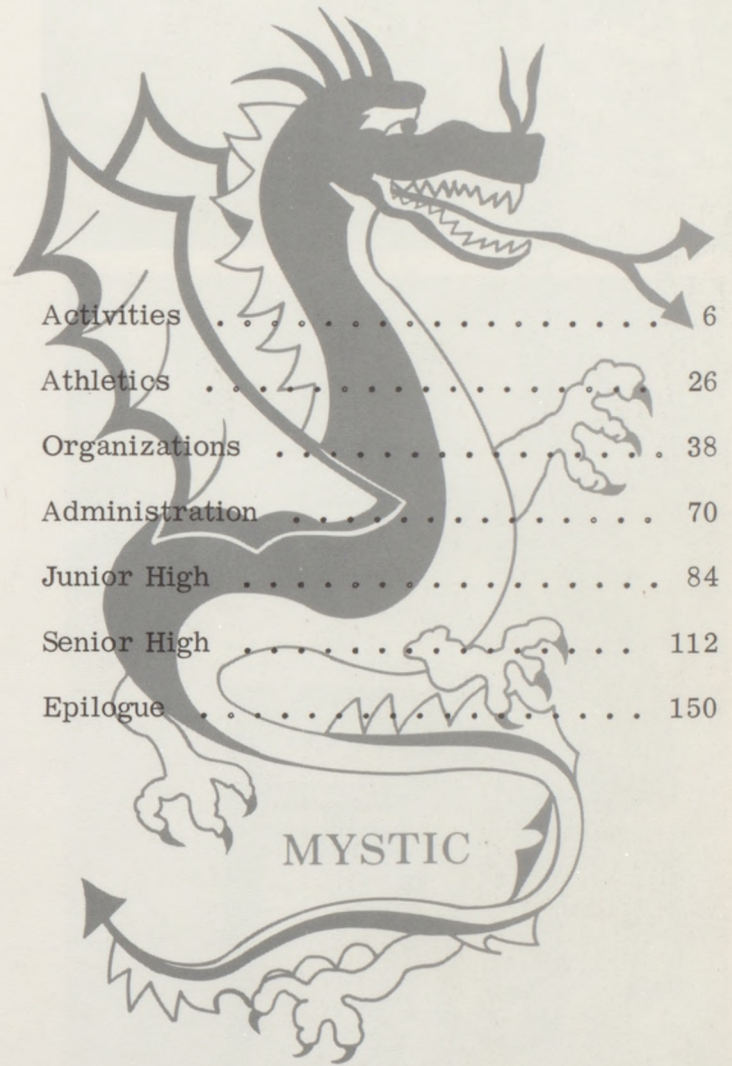 Activities . . . . . . . . . . . . . . . . . 6
Athletics . . . . . . . . . . . . . . . . . 26
Organizations . . . . . . . . . . . . . . . 38
Administration . . . . . . . . . . . . . . 70
Junior High . . . . . . . . . . . . . . . . 84
Senior High . . . . . . . . . . . . . . . 112
Epilogue . . . . . . . . . . . . . . . . . 150
MYSTIC